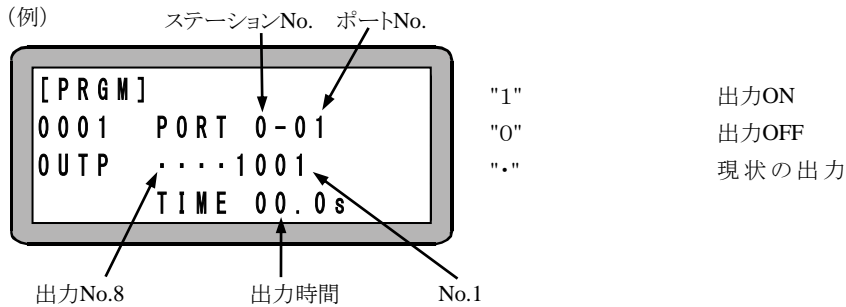 (例)
ステーションNo. ポートNo.
[PRGM]
0001 PORT 0-01
OUTP ････1001
TIME 00.0s
"1" 出力ON
"0" 出力OFF
"･" 現状の出力
出力No.8 出力時間 No.1